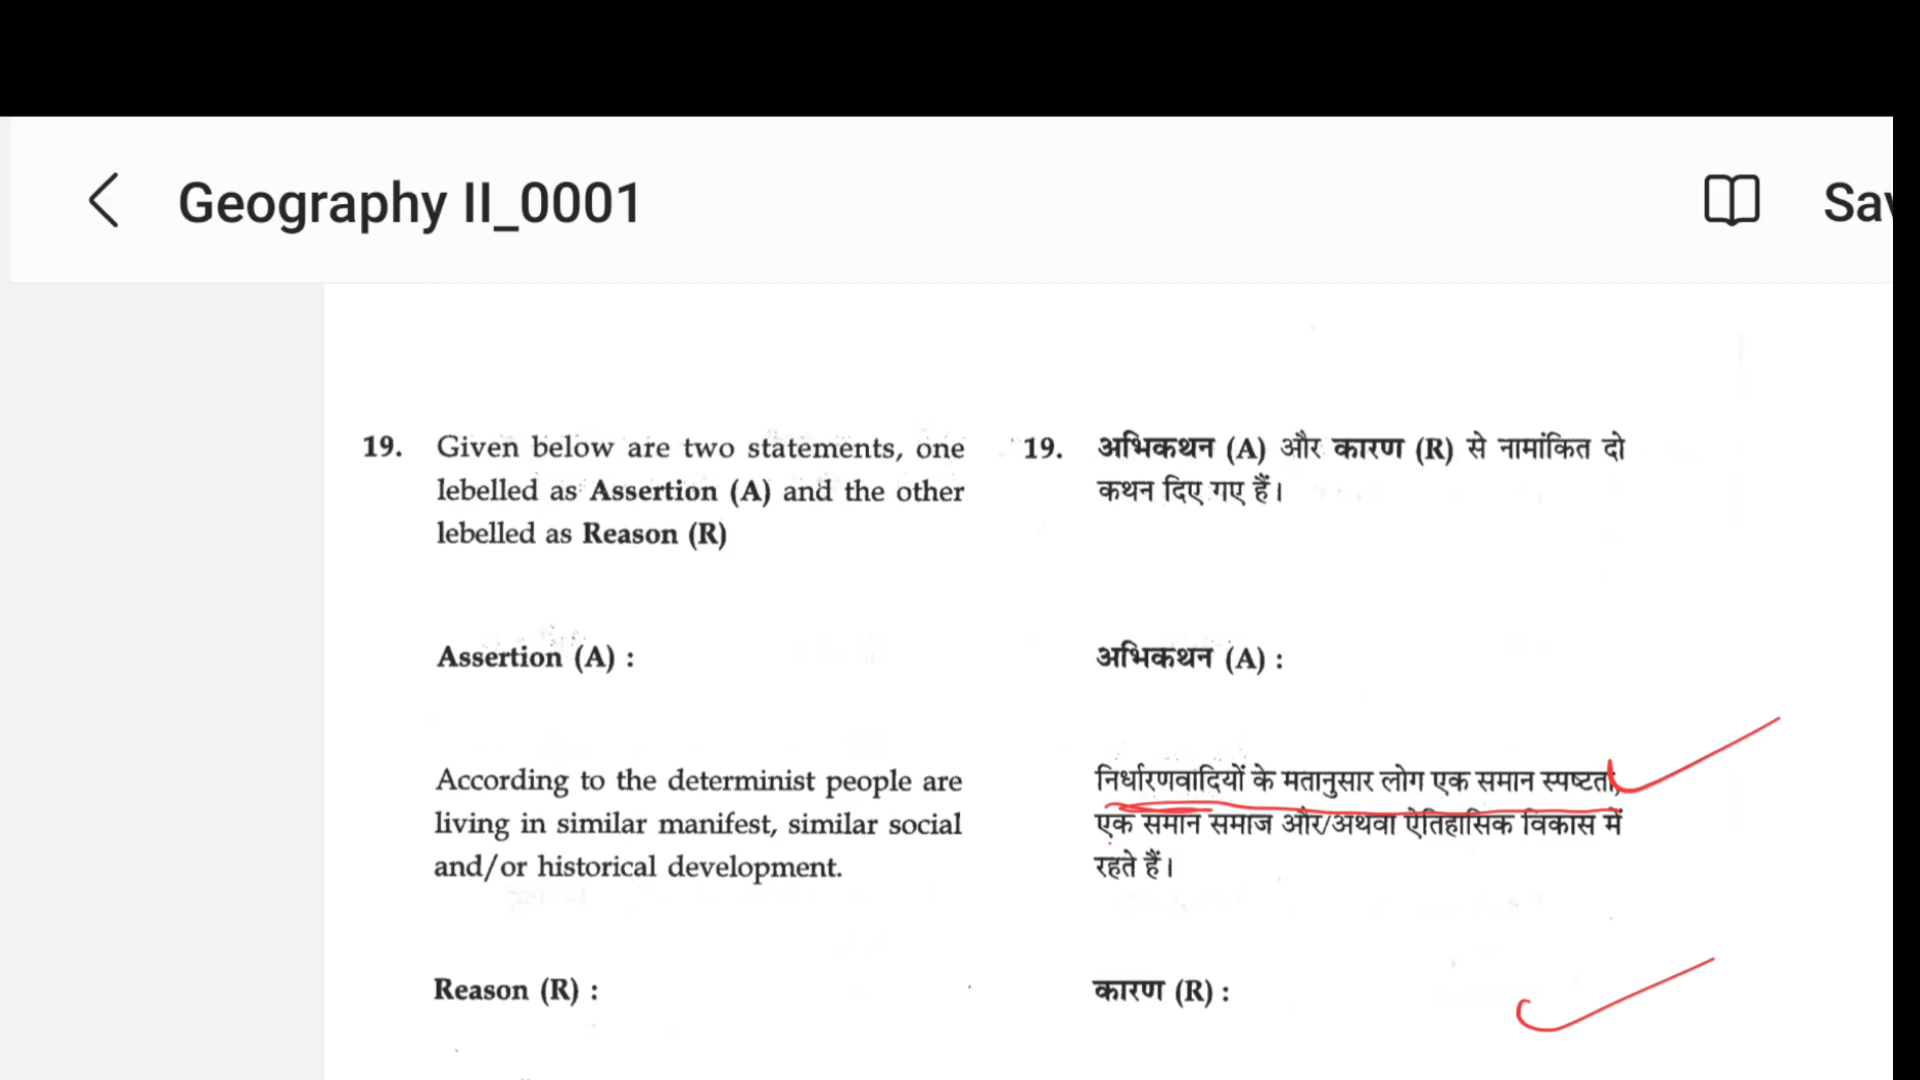 Geography II_0001
Sav
19. Given below are two statements, one
lebelled as Assertion (A) and the other
lebelled as Reason (R)
Assertion (A) :
According to the determinist people are
living in similar manifest, similar social
and/or historical development.
Reason (R) :
19. अभिकथन (A) और कारण (R) से नामांकित दो
कथन दिए गए हैं।
अभिकथन (A) :
निर्धारणवादियों के मतानुसार लोग एक समान स्पष्टता,
एक समान समाज और/अथवा ऐतिहासिक विकास में
रहते हैं।
कारण (R) :